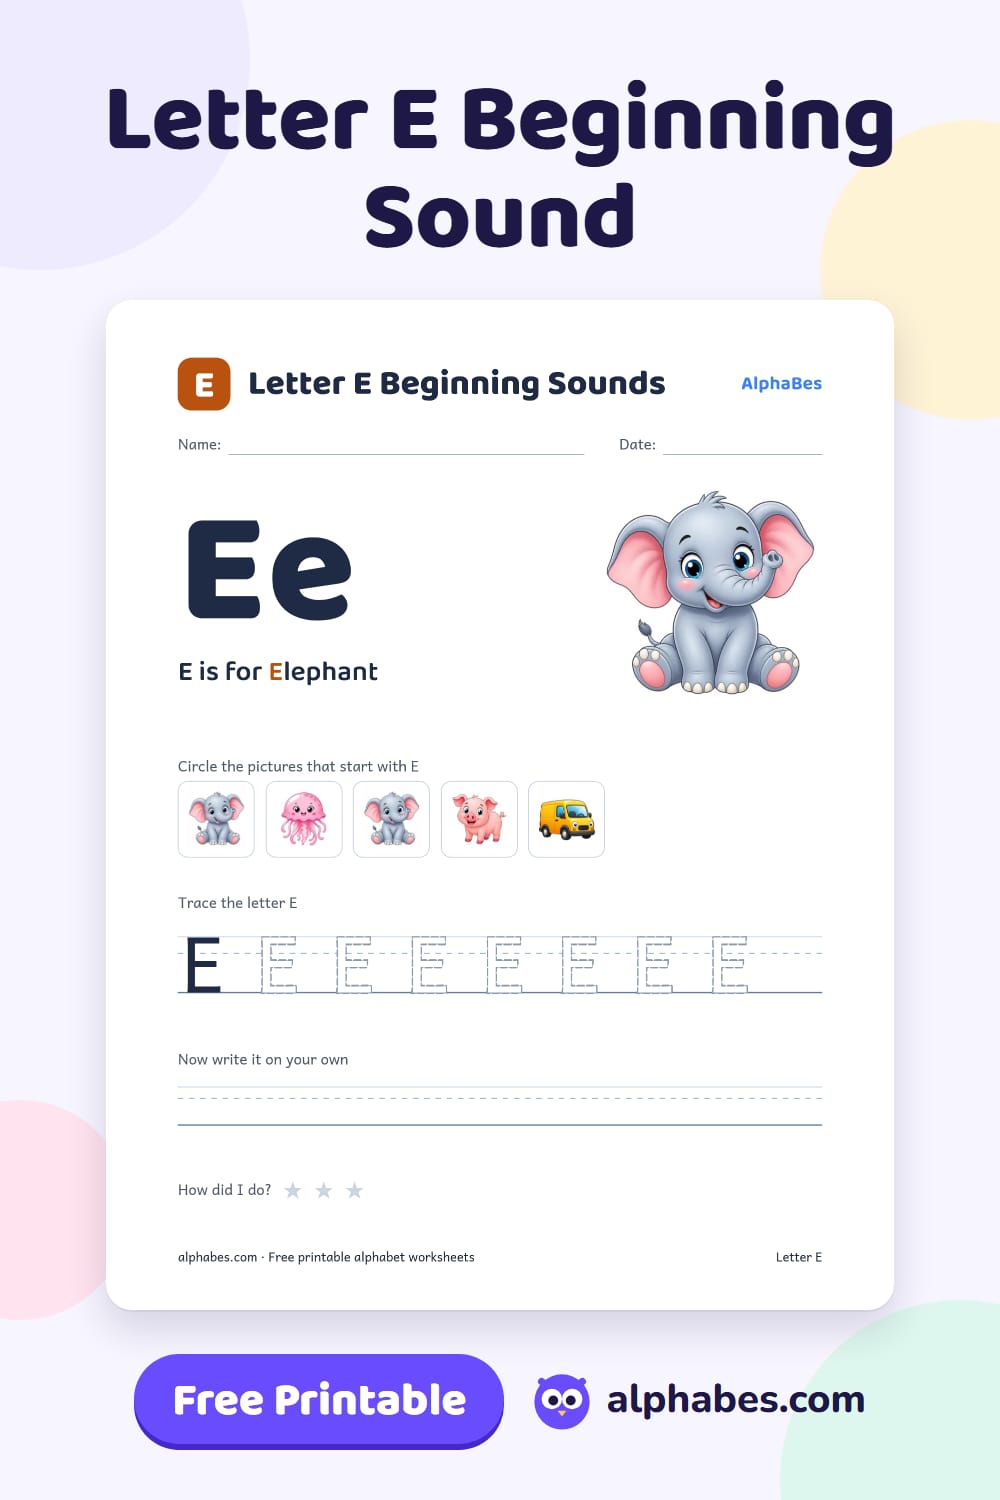 Letter E Beginning
Sound
E Letter E Beginning Sounds AlphaBes
Name: Date:
Ee
E is for Elephant
Circle the pictures that start with E
Trace the letter E
E E E E E E E E
Now write it on your own
How did I do?
alphabes.com · Free printable alphabet worksheets Letter E
Free Printable alphabes.com